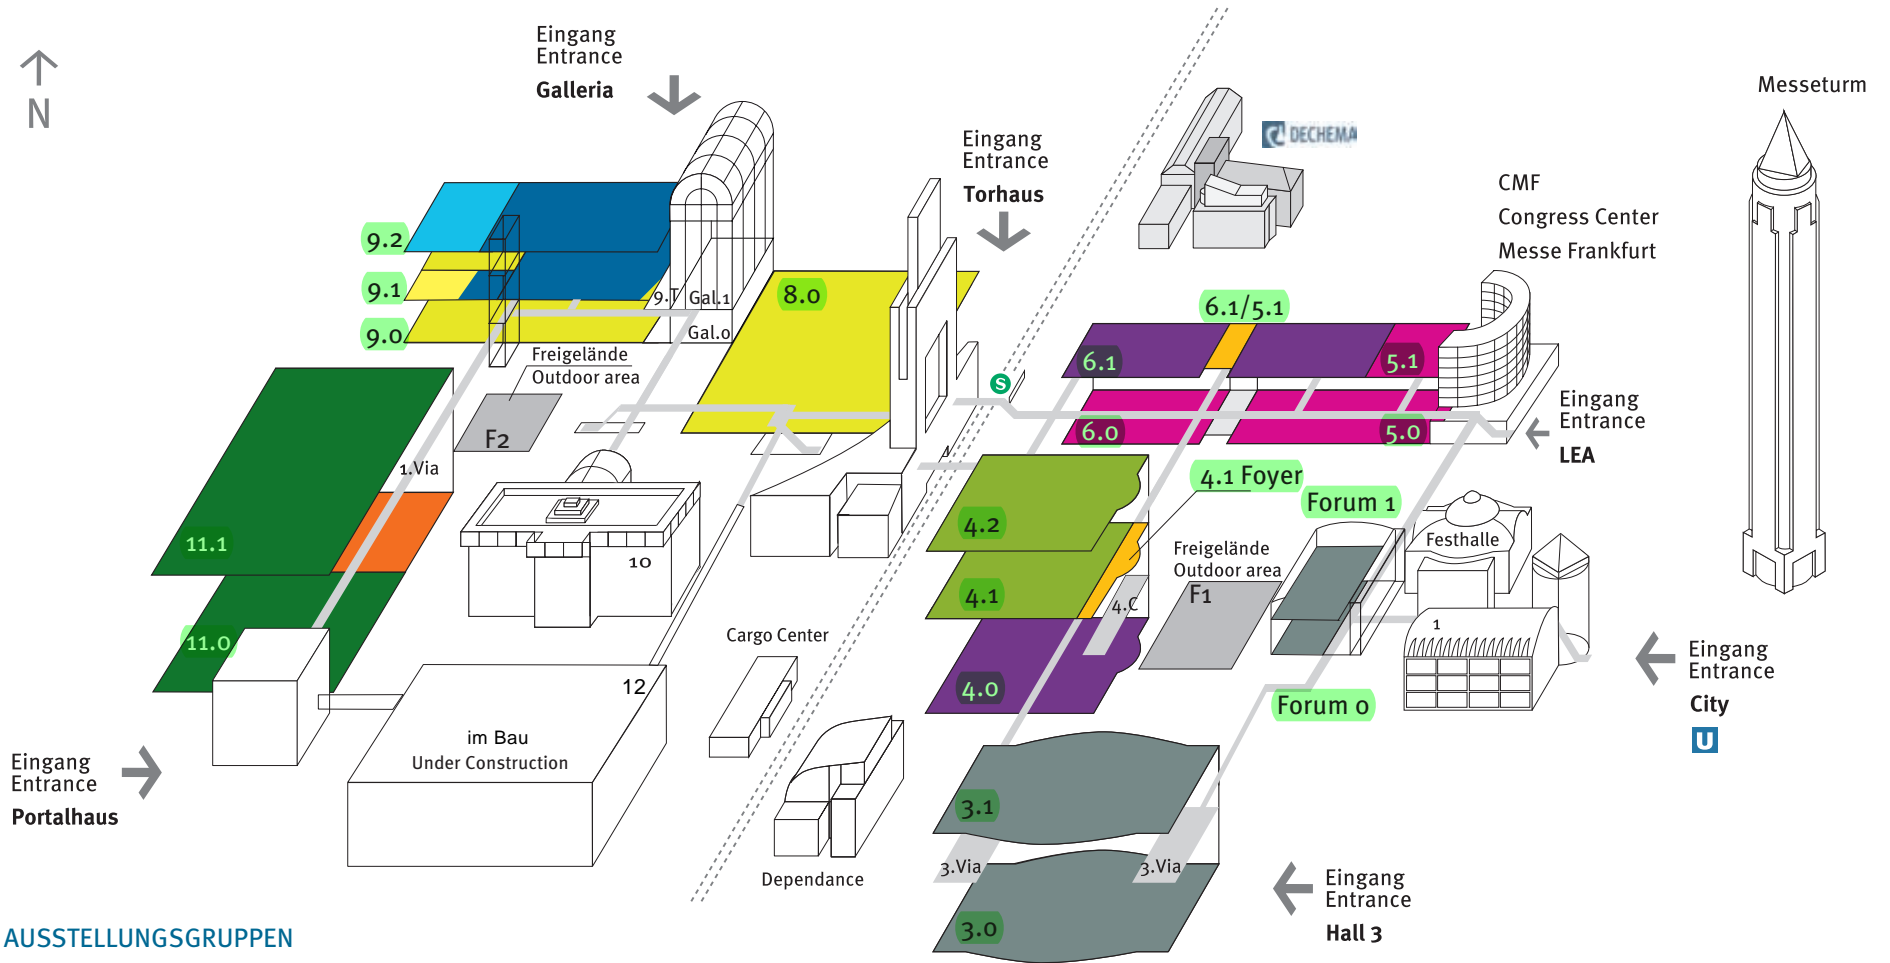 Eingang
Entrance
Galleria
N
Messeturm
DECHEMA
Eingang
Entrance
Torhaus
CMF
Congress Center
Messe Frankfurt
9.2
9.1
9.0
9.T
Gal.1
Gal.0
8.0
6.1/5.1
6.1
5.1
6.0
5.0
S
Freigelände
Outdoor area
F2
Eingang
Entrance
LEA
1.Via
4.1 Foyer
Forum 1
11.1
4.2
Festhalle
10
Freigelände
Outdoor area
F1
4.1
4.C
11.0
1
Cargo Center
12
4.0
Forum 0
Eingang
Entrance
City
U
im Bau
Under Construction
Eingang
Entrance
Portalhaus
3.1
3.Via
3.Via
Dependance
3.0
Eingang
Entrance
Hall 3
AUSSTELLUNGSGRUPPEN